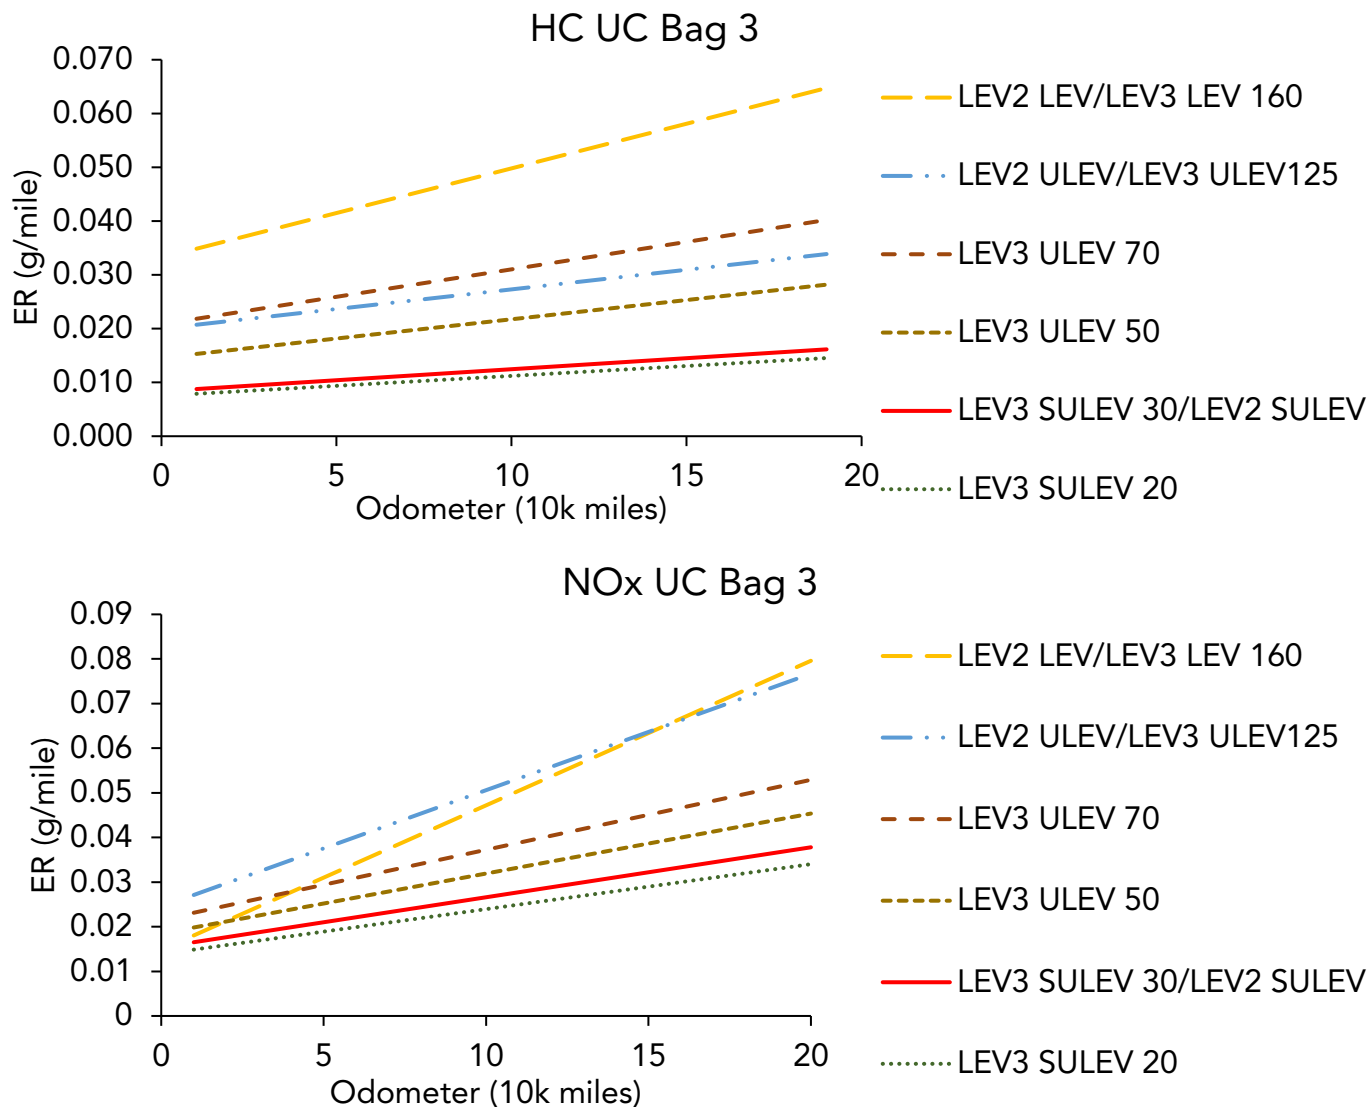 HC UC Bag 3
0.070
0.060
0.050
0.040
0.030
0.020
0.010
0.000
ER (g/mile)
0 5 10 15 20
Odometer (10k miles)
LEV2 LEV/LEV3 LEV 160
LEV2 ULEV/LEV3 ULEV125
LEV3 ULEV 70
LEV3 ULEV 50
LEV3 SULEV 30/LEV2 SULEV
LEV3 SULEV 20
NOx UC Bag 3
0.09
0.08
0.07
0.06
0.05
0.04
0.03
0.02
0.01
0
ER (g/mile)
0 5 10 15 20
Odometer (10k miles)
LEV2 LEV/LEV3 LEV 160
LEV2 ULEV/LEV3 ULEV125
LEV3 ULEV 70
LEV3 ULEV 50
LEV3 SULEV 30/LEV2 SULEV
LEV3 SULEV 20